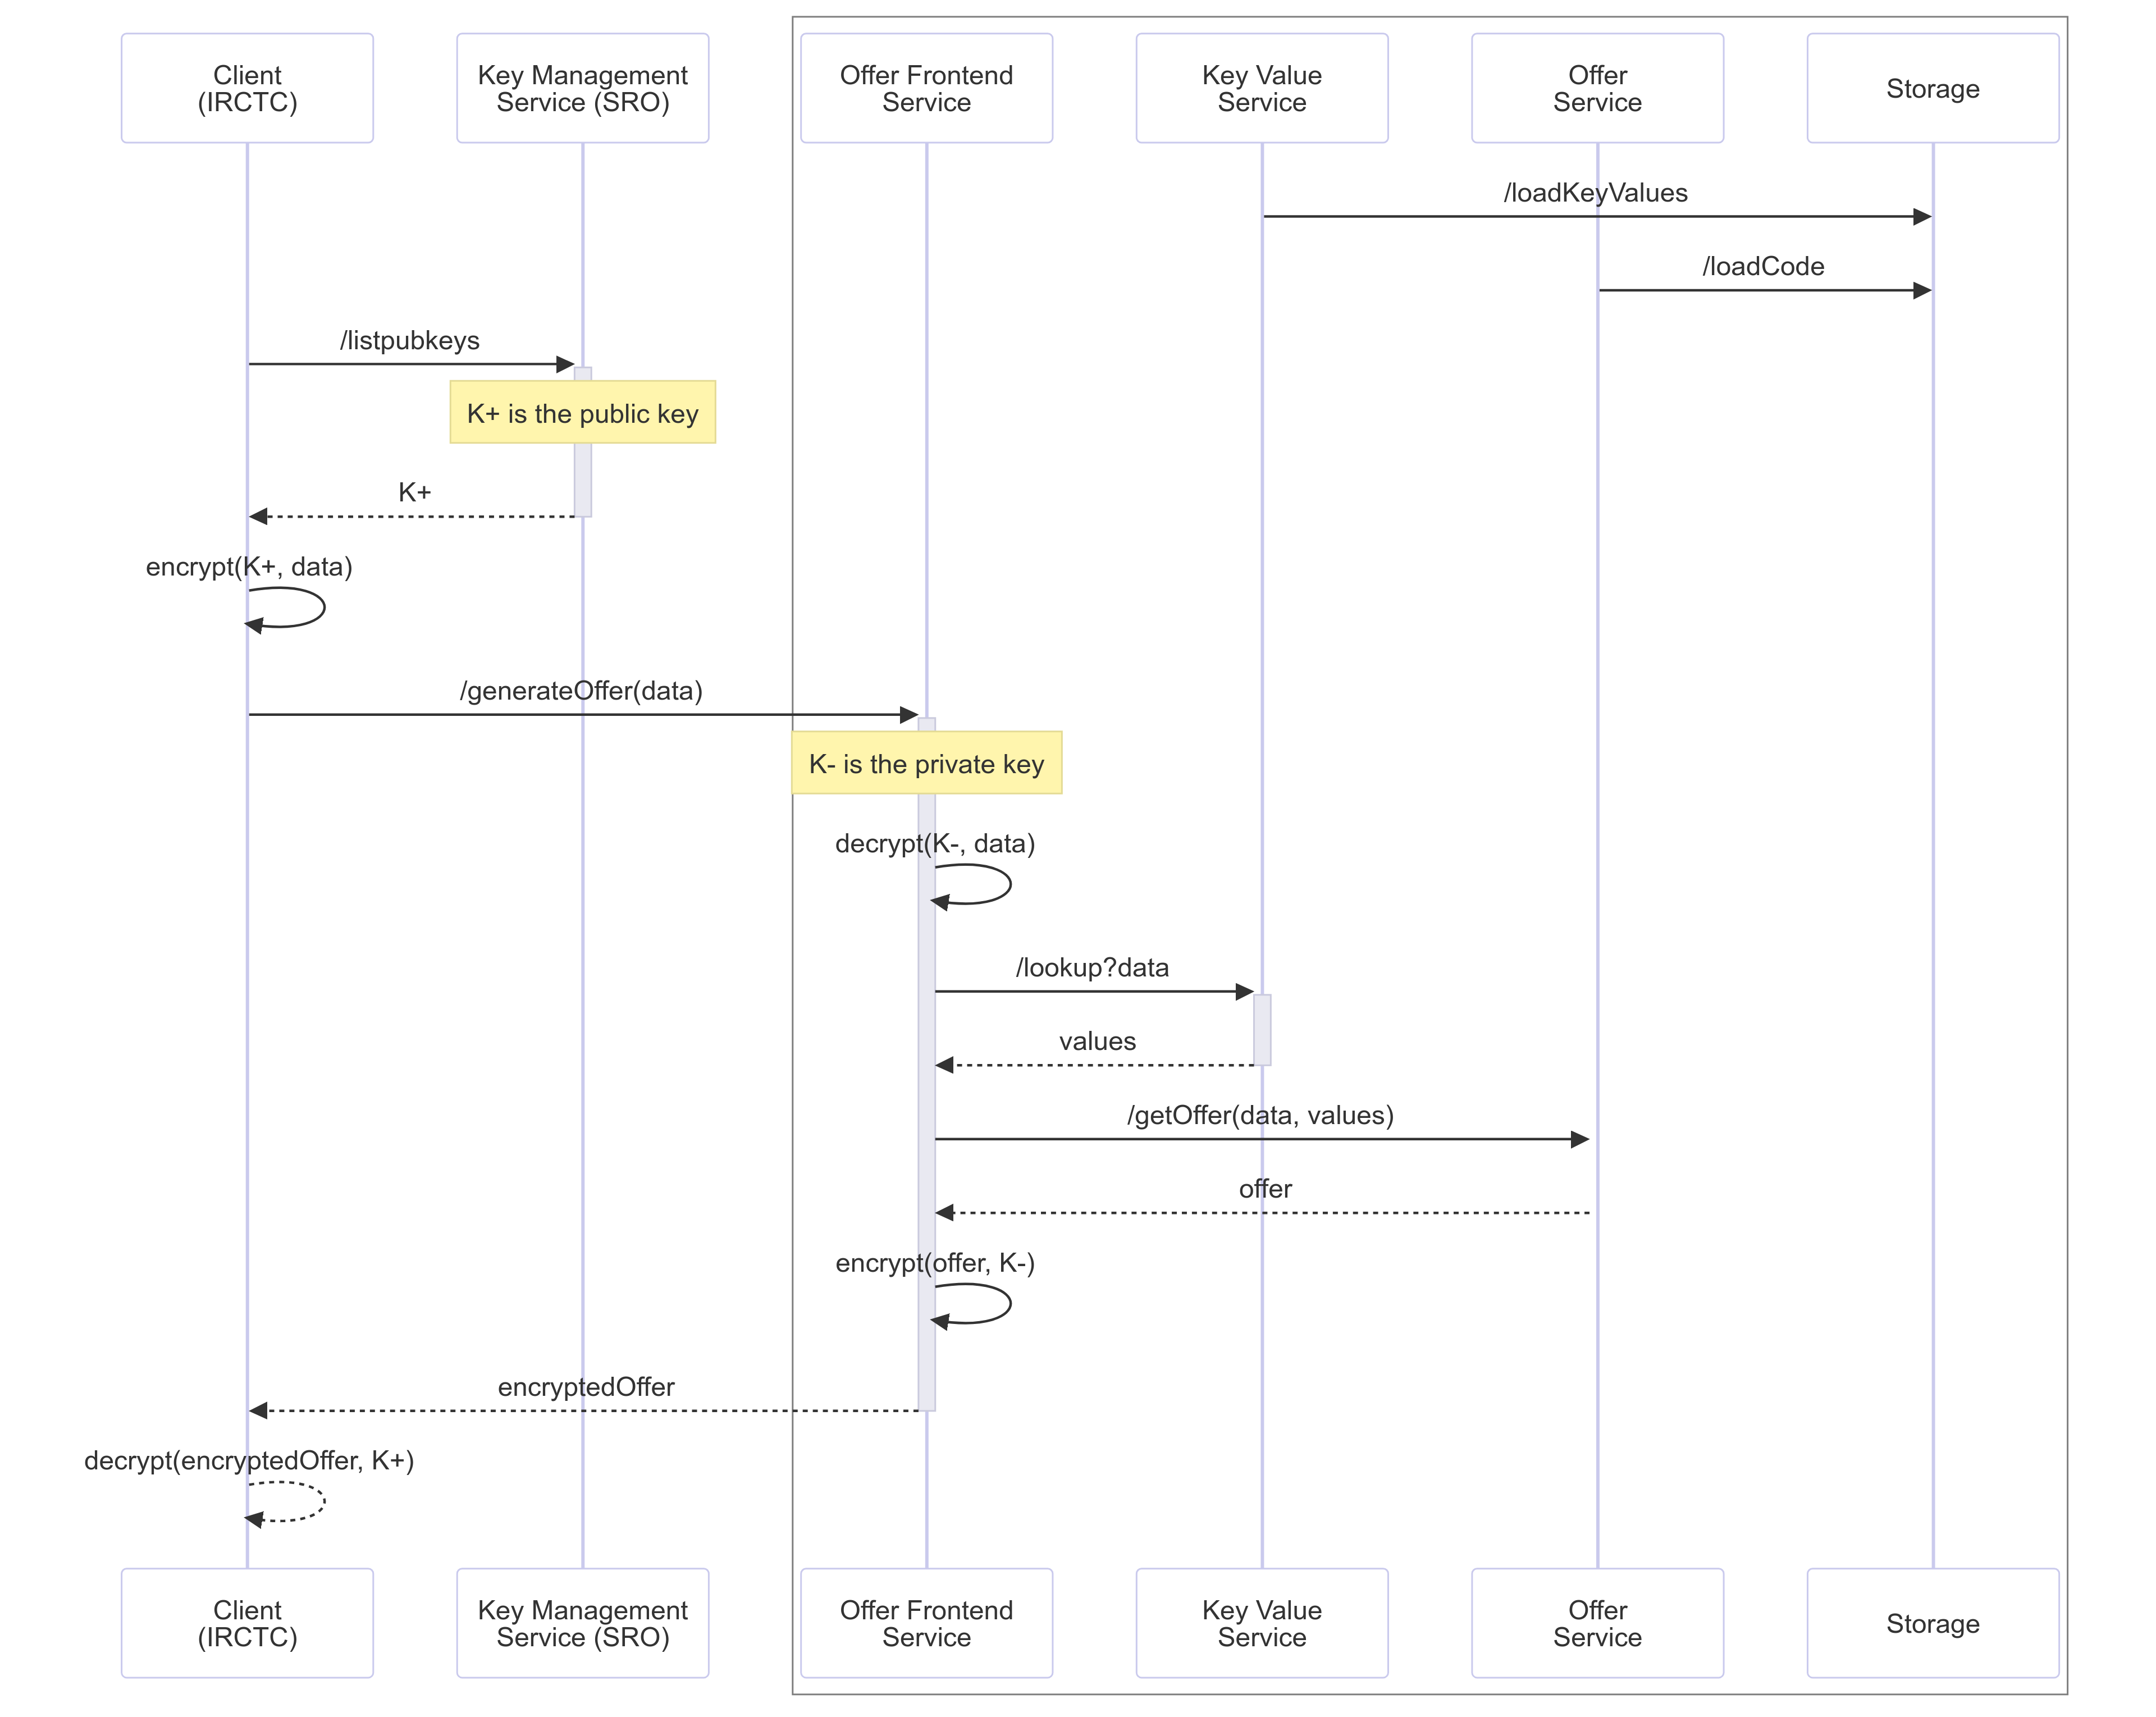 Client
(IRCTC)
Key Management
Service (SRO)
Offer Frontend
Service
Key Value
Service
Offer
Service
Storage
/loadKeyValues
/loadCode
/listpubkeys
K+ is the public key
K+
encrypt(K+, data)
/generateOffer(data)
K- is the private key
decrypt(K-, data)
/lookup?data
values
/getOffer(data, values)
offer
encrypt(offer, K-)
encryptedOffer
decrypt(encryptedOffer, K+)
Client
(IRCTC)
Key Management
Service (SRO)
Offer Frontend
Service
Key Value
Service
Offer
Service
Storage